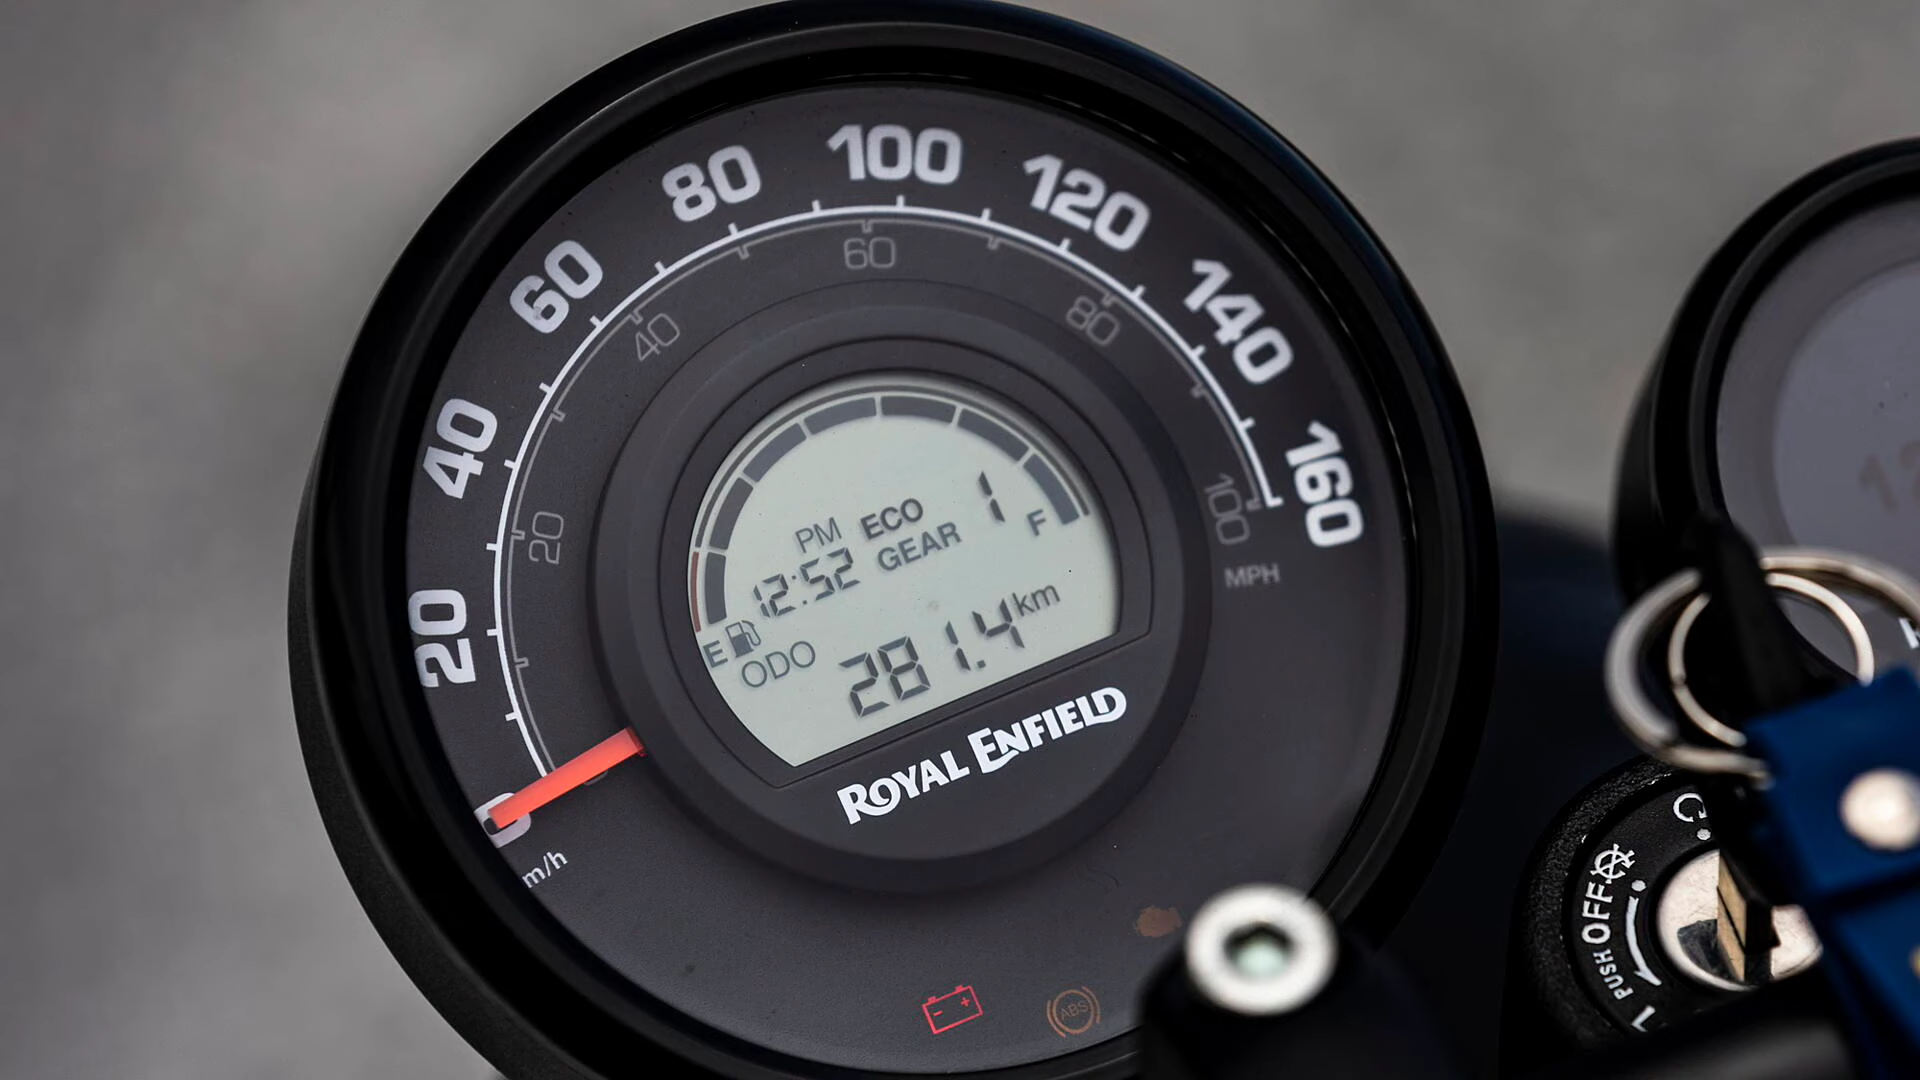 0
20
40
60
80
100
120
140
160
20
40
60
80
100
MPH
m/h
PM ECO 1
12:52 GEAR F
E
ODO 281.4 km
ROYAL ENFIELD
ABS
PUSH OFF